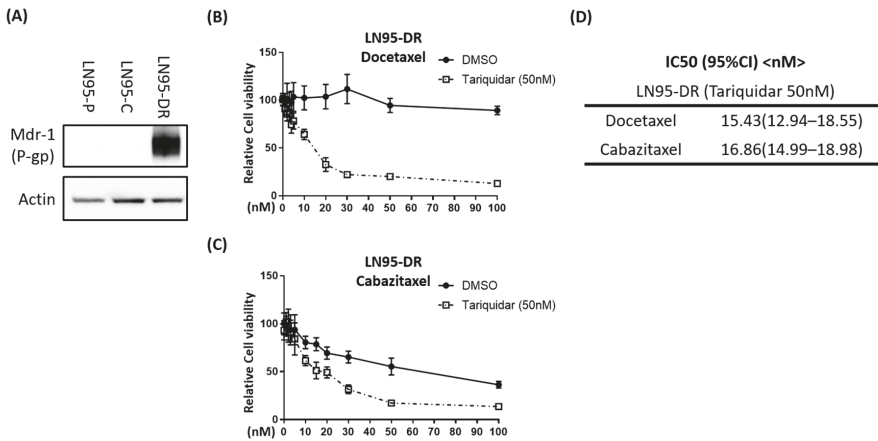 (A)
LN95-P
LN95-C
LN95-DR
Mdr-1
(P-gp)
Actin
(B)
LN95-DR
Docetaxel
DMSO
Tariquidar (50nM)
Relative Cell viability
150
100
50
0
(nM)
0 10 20 30 40 50 60 70 80 90 100
(C)
LN95-DR
Cabazitaxel
DMSO
Tariquidar (50nM)
Relative Cell viability
150
100
50
0
(nM)
0 10 20 30 40 50 60 70 80 90 100
(D)
IC50 (95%CI) <nM>
LN95-DR (Tariquidar 50nM)
Docetaxel 15.43(12.94–18.55)
Cabazitaxel 16.86(14.99–18.98)